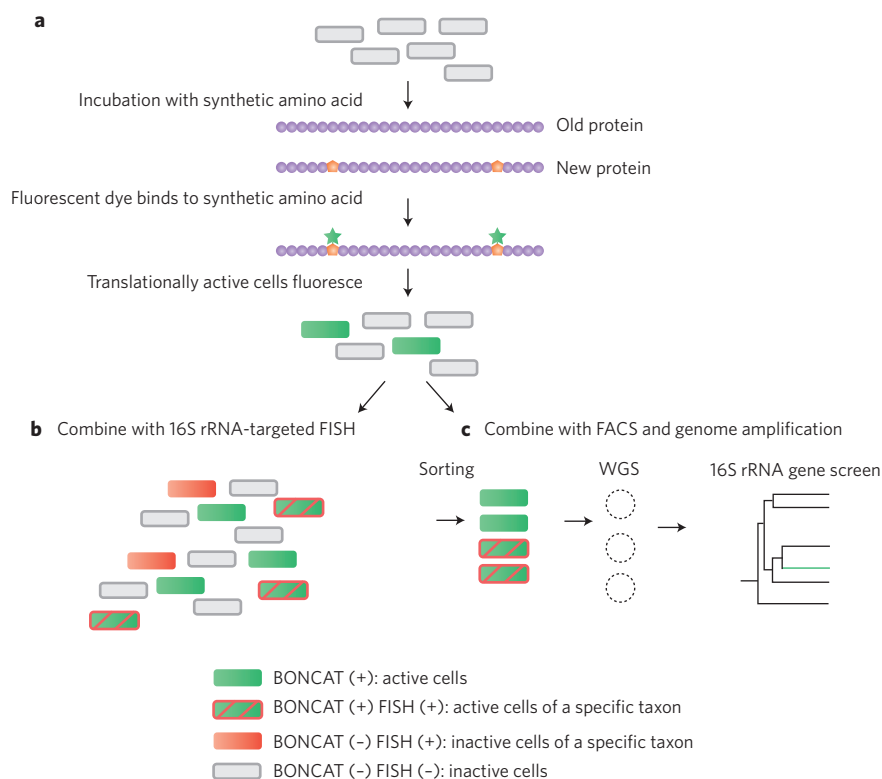 a
Incubation with synthetic amino acid
Old protein
New protein
Fluorescent dye binds to synthetic amino acid
Translationally active cells fluoresce
b Combine with 16S rRNA-targeted FISH
c Combine with FACS and genome amplification
Sorting
WGS
16S rRNA gene screen
BONCAT (+): active cells
BONCAT (+) FISH (+): active cells of a specific taxon
BONCAT (–) FISH (+): inactive cells of a specific taxon
BONCAT (–) FISH (–): inactive cells